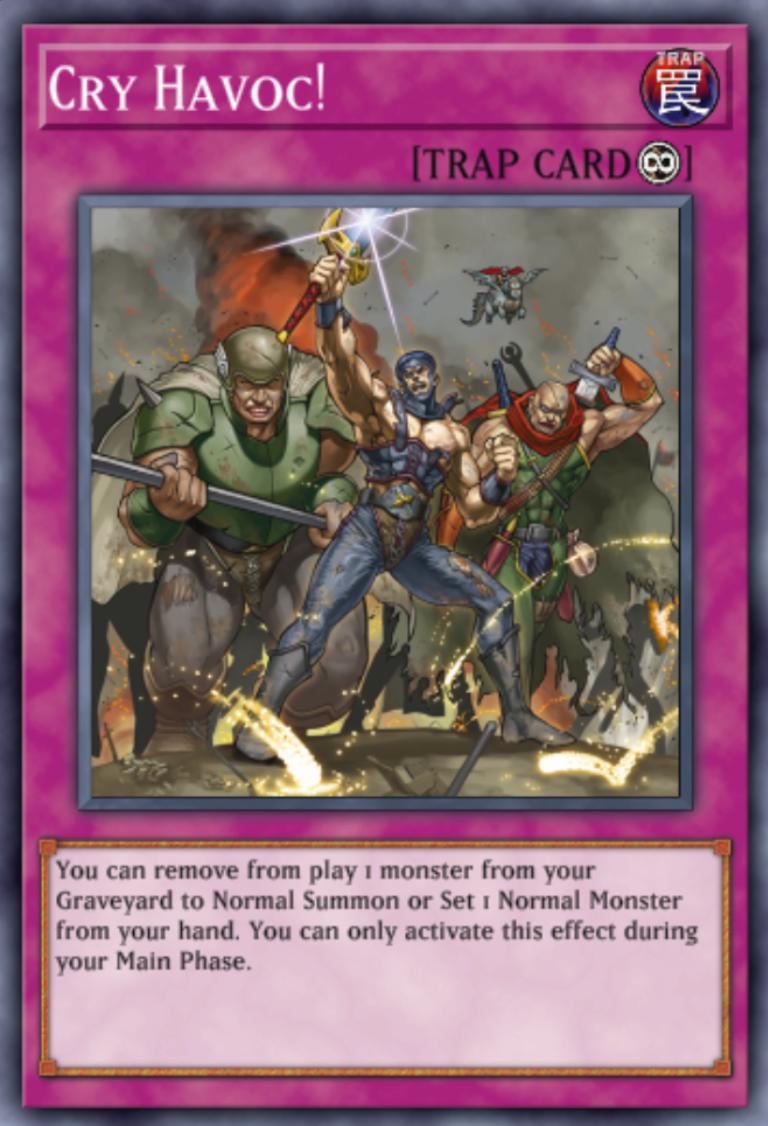 Cry Havoc!
TRAP
罠
[TRAP CARD]
You can remove from play 1 monster from your
Graveyard to Normal Summon or Set 1 Normal Monster
from your hand. You can only activate this effect during
your Main Phase.